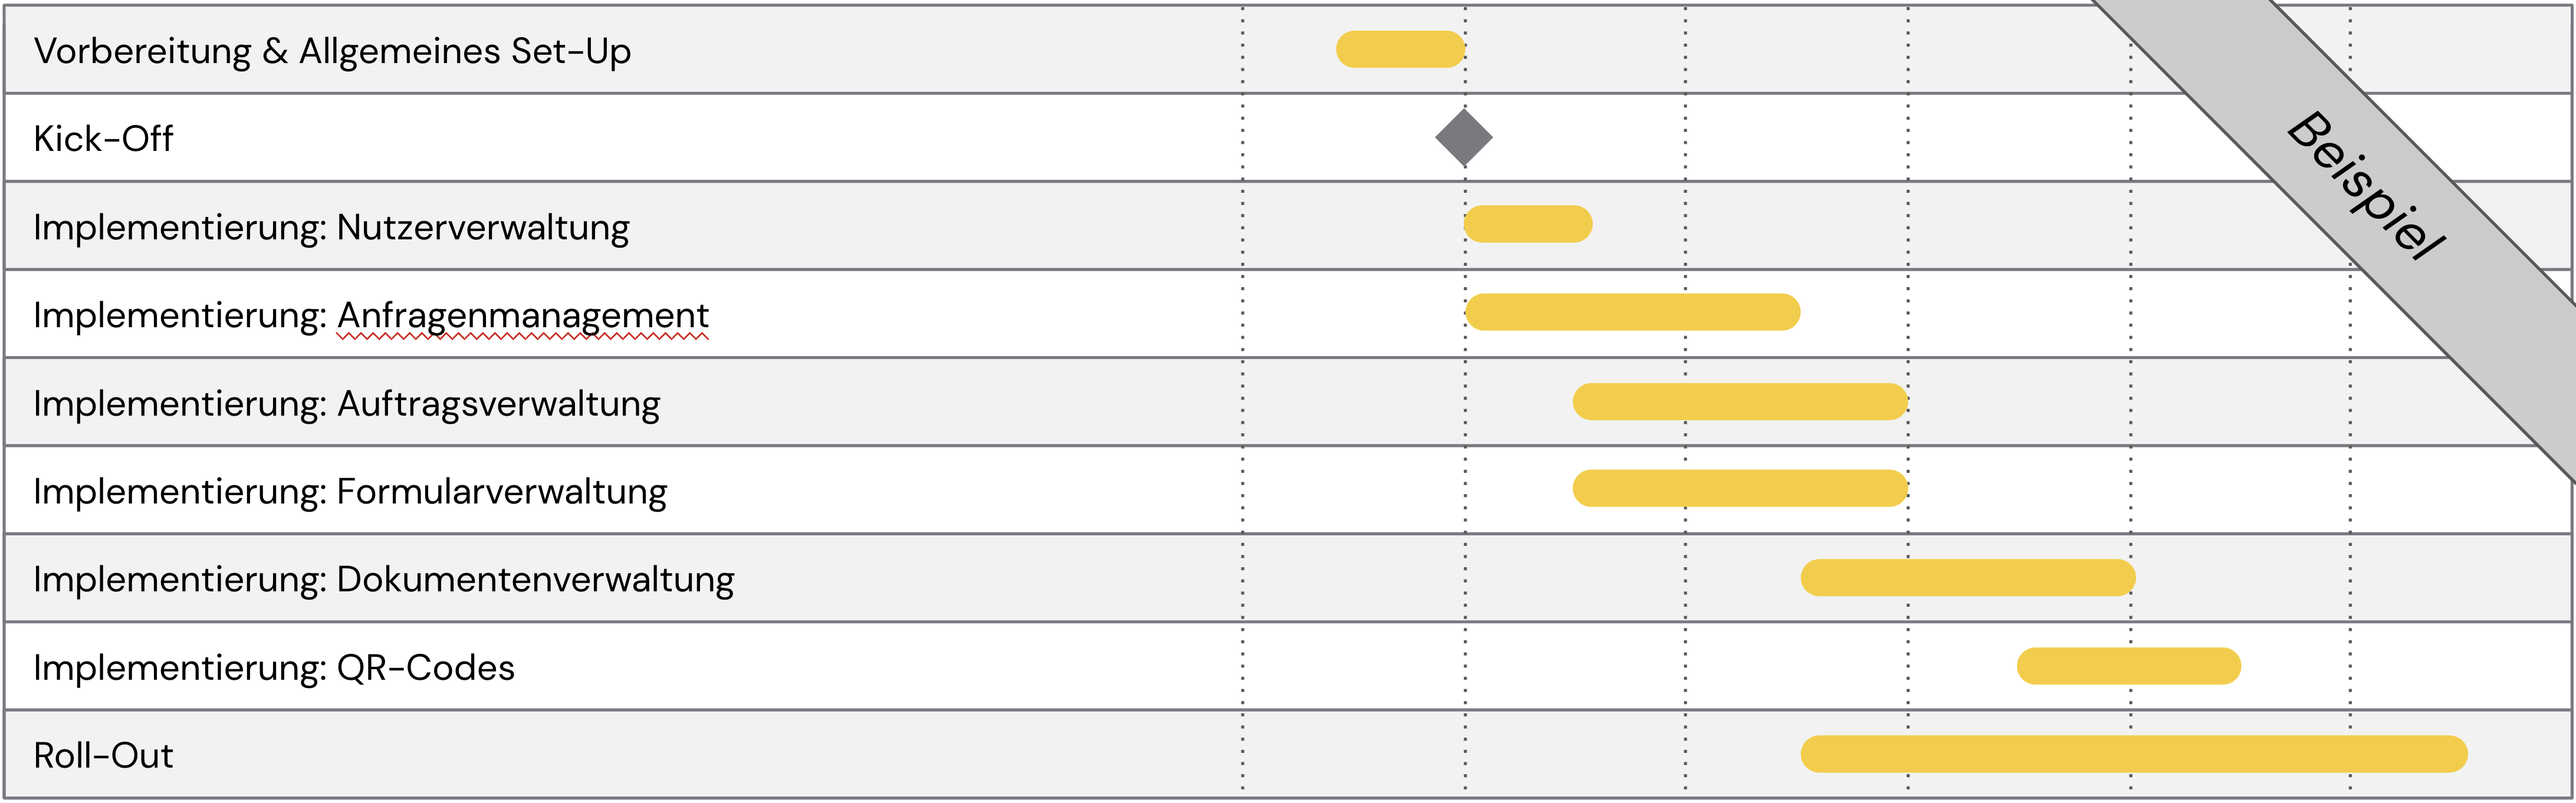 Vorbereitung & Allgemeines Set-Up
Kick-Off
Implementierung: Nutzerverwaltung
Implementierung: Anfragenmanagement
Implementierung: Auftragsverwaltung
Implementierung: Formularverwaltung
Implementierung: Dokumentenverwaltung
Implementierung: QR-Codes
Roll-Out
Beispiel